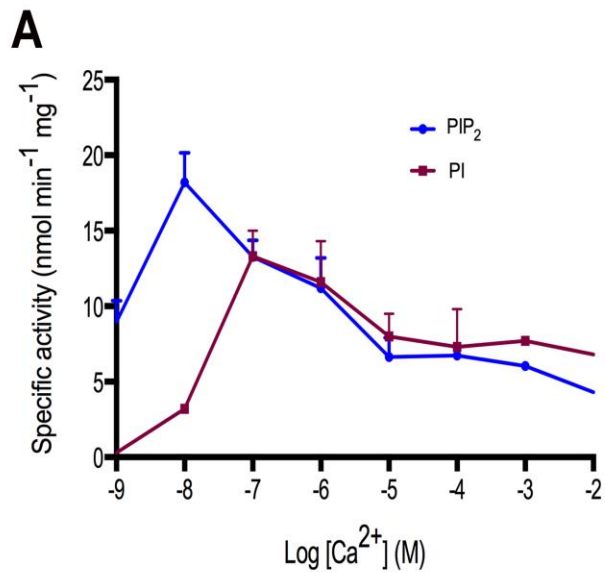 A
Specific activity (nmol min⁻¹ mg⁻¹)
25
20
15
10
5
0
PIP₂
PI
-9 -8 -7 -6 -5 -4 -3 -2
Log [Ca²⁺] (M)